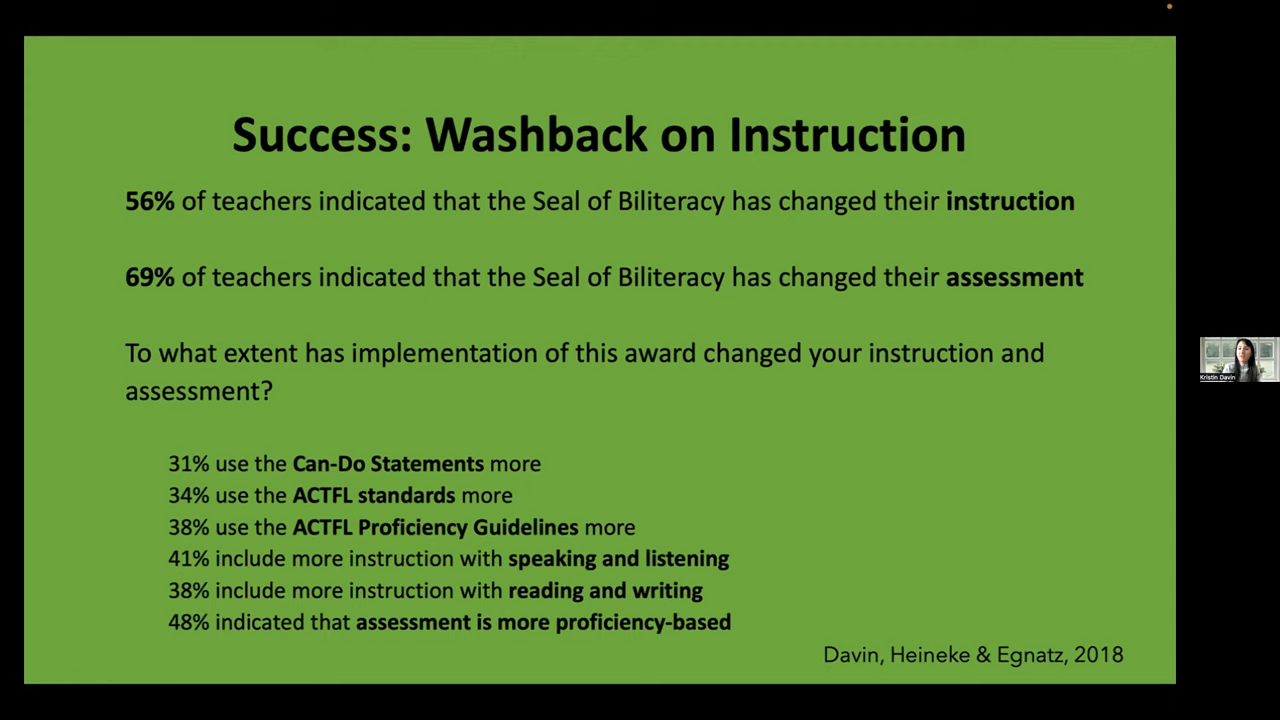 Success: Washback on Instruction
56% of teachers indicated that the Seal of Biliteracy has changed their instruction
69% of teachers indicated that the Seal of Biliteracy has changed their assessment
To what extent has implementation of this award changed your instruction and
assessment?
31% use the Can-Do Statements more
34% use the ACTFL standards more
38% use the ACTFL Proficiency Guidelines more
41% include more instruction with speaking and listening
38% include more instruction with reading and writing
48% indicated that assessment is more proficiency-based
Davin, Heineke & Egnatz, 2018
Kristin Davin